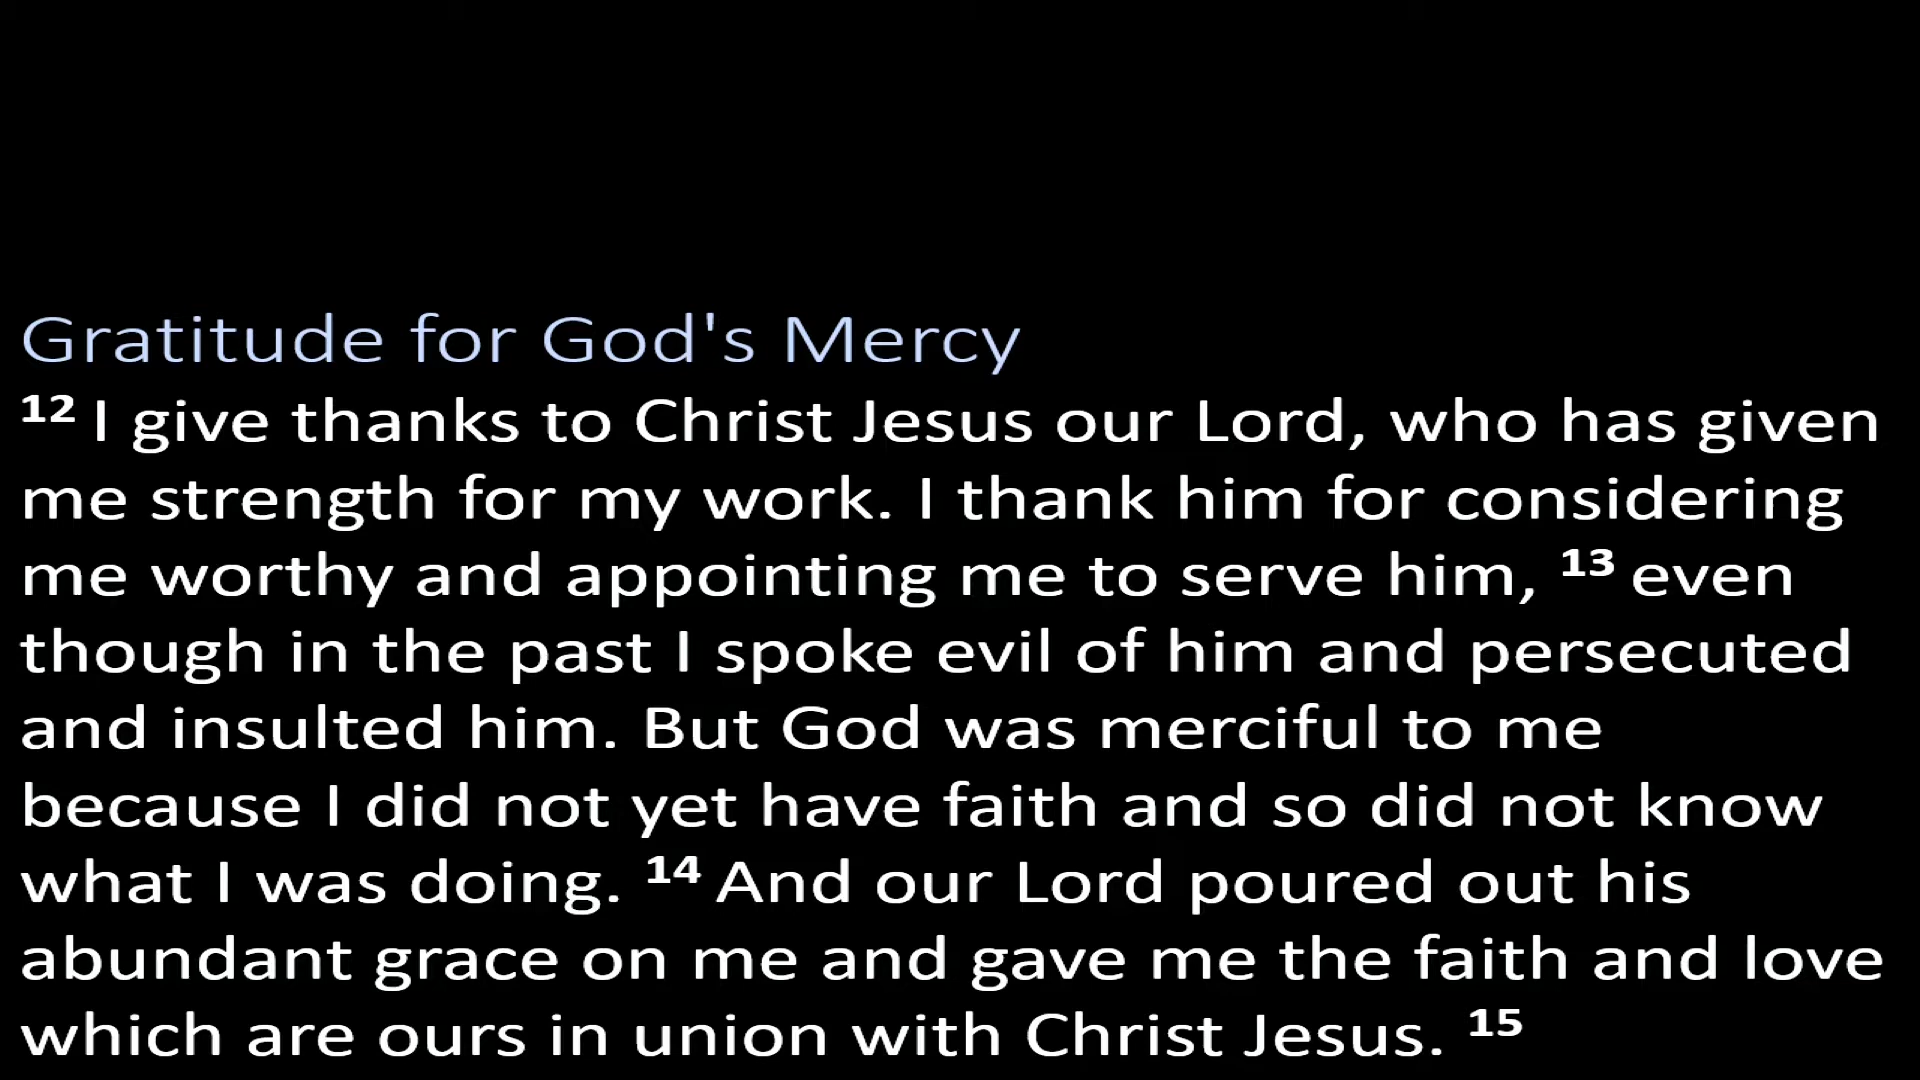 Gratitude for God's Mercy
12 I give thanks to Christ Jesus our Lord, who has given
me strength for my work. I thank him for considering
me worthy and appointing me to serve him, 13 even
though in the past I spoke evil of him and persecuted
and insulted him. But God was merciful to me
because I did not yet have faith and so did not know
what I was doing. 14 And our Lord poured out his
abundant grace on me and gave me the faith and love
which are ours in union with Christ Jesus. 15